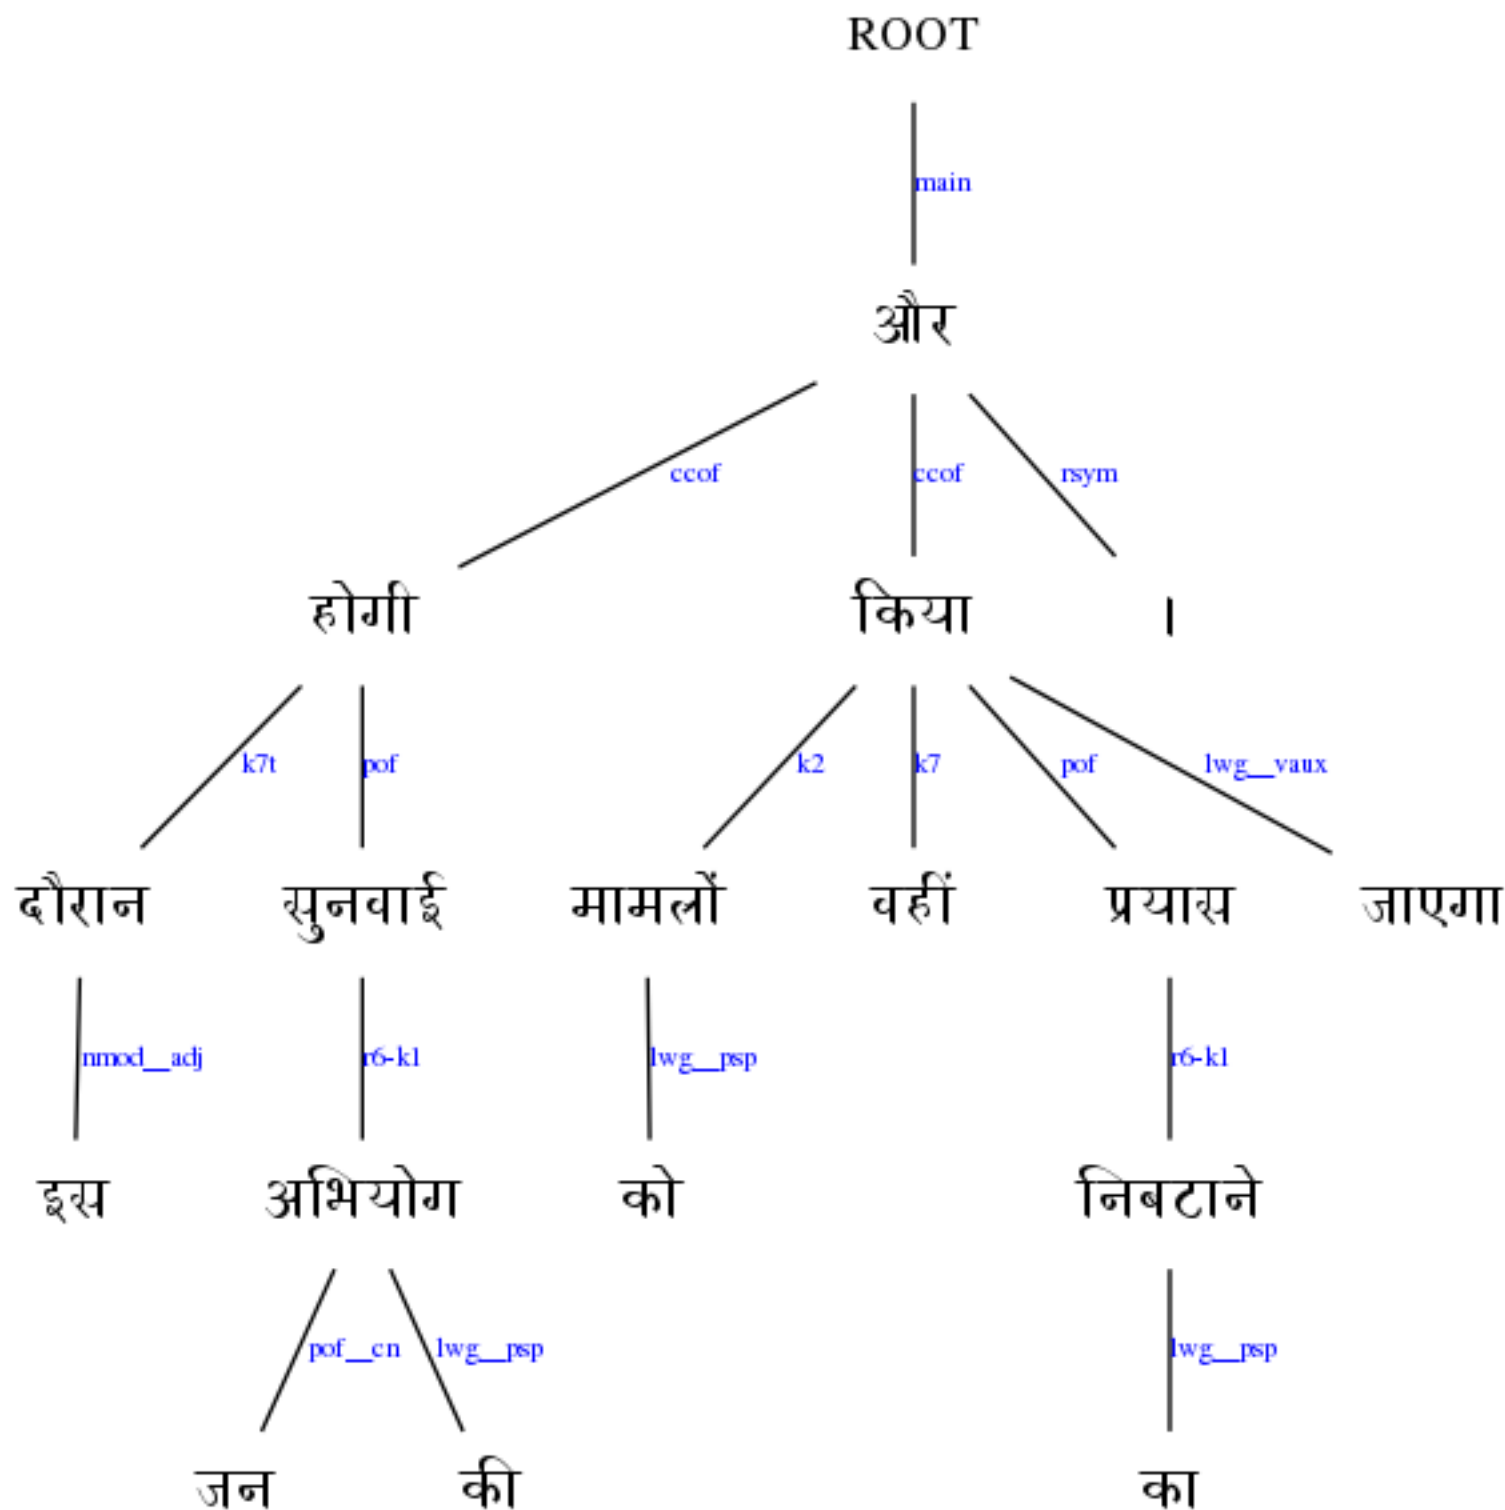 ROOT
main
और
ccof ccof rsym
होगी किया ।
k7t pof k2 k7 pof lwg__vaux
दौरान सुनवाई मामलों वहीं प्रयास जाएगा
nmod__adj r6-k1 lwg__psp r6-k1
इस अभियोग को निबटाने
pof__cn lwg__psp lwg__psp
जन की का